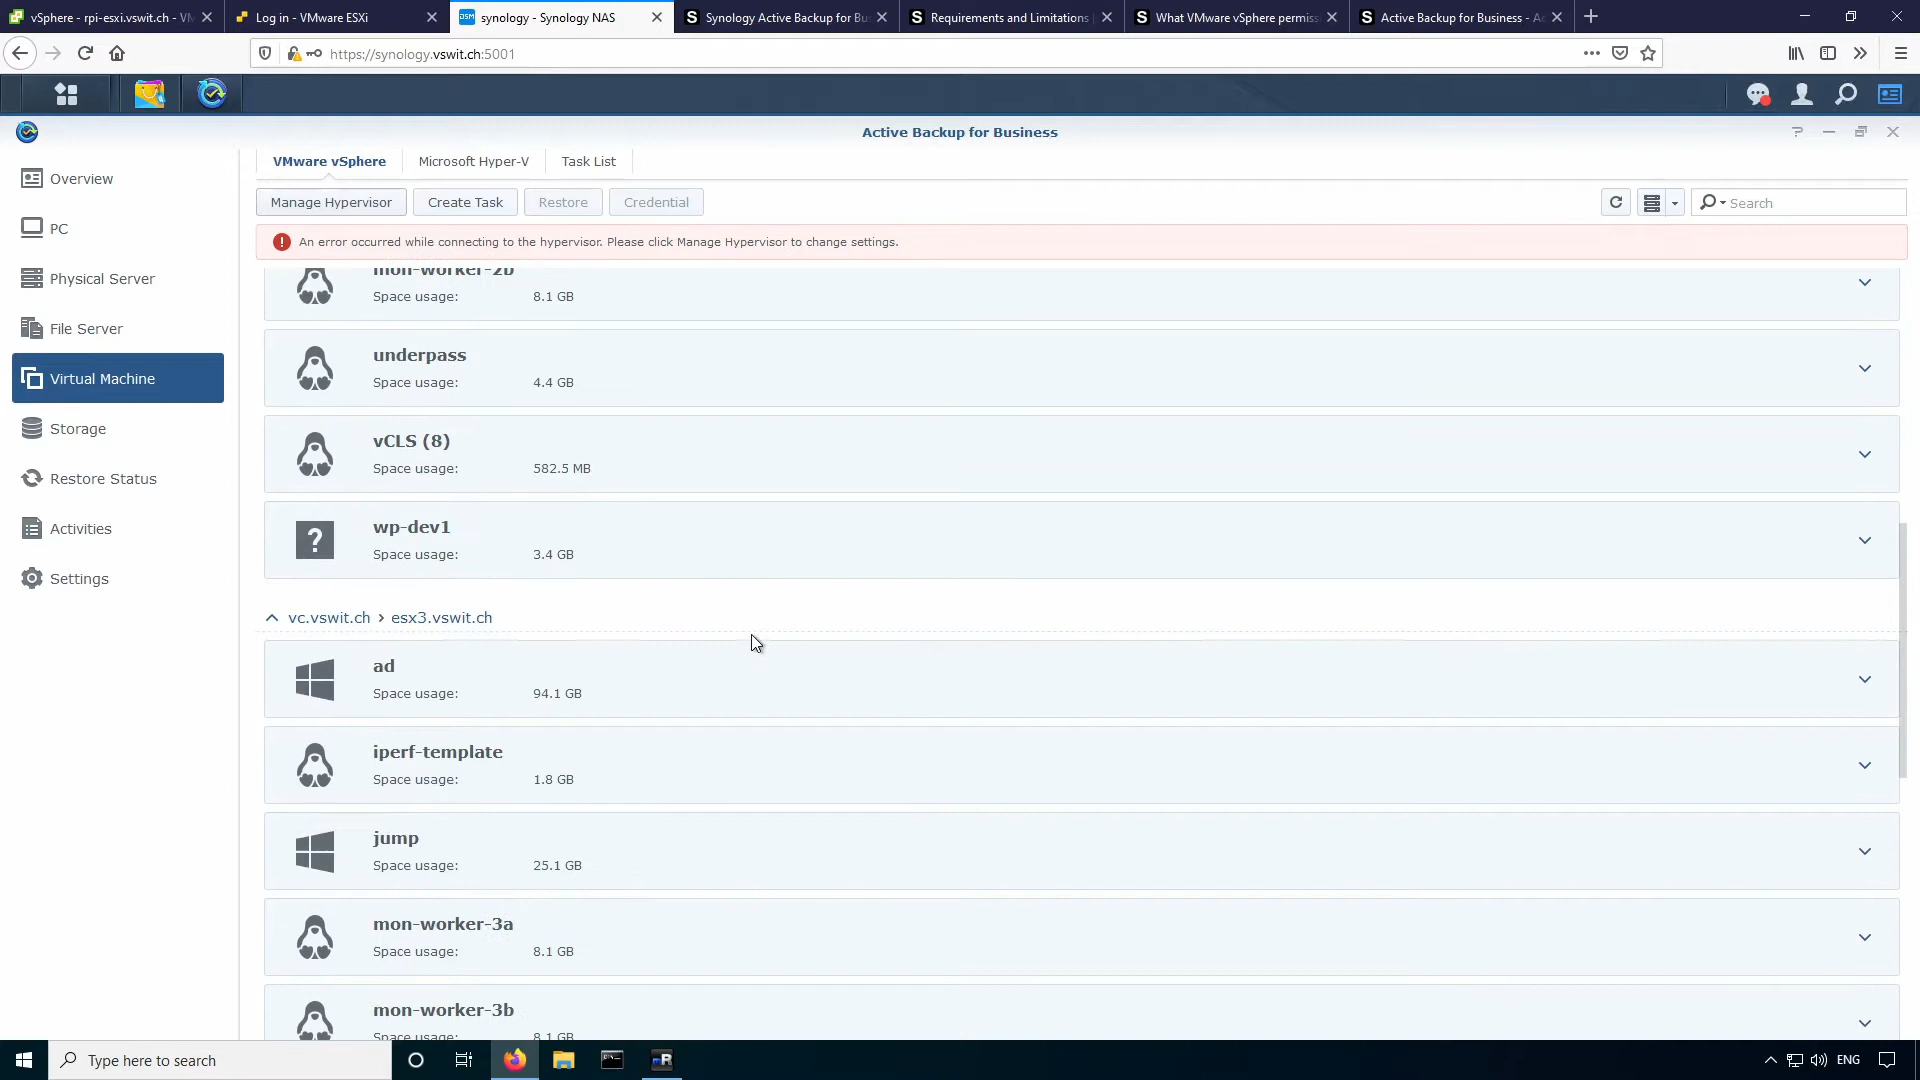 vSphere - rpi-esxi.vswit.ch - VM
Log in - VMware ESXi
DSM synology - Synology NAS
Synology Active Backup for Bu
Requirements and Limitations
What VMware vSphere permiss
Active Backup for Business - Ac
https://synology.vswit.ch:5001
Active Backup for Business
Overview
PC
Physical Server
File Server
Virtual Machine
Storage
Restore Status
Activities
Settings
VMware vSphere
Microsoft Hyper-V
Task List
Manage Hypervisor
Create Task
Restore
Credential
Search
An error occurred while connecting to the hypervisor. Please click Manage Hypervisor to change settings.
mon-worker-2b
Space usage: 8.1 GB
underpass
Space usage: 4.4 GB
vCLS (8)
Space usage: 582.5 MB
wp-dev1
Space usage: 3.4 GB
vc.vswit.ch > esx3.vswit.ch
ad
Space usage: 94.1 GB
iperf-template
Space usage: 1.8 GB
jump
Space usage: 25.1 GB
mon-worker-3a
Space usage: 8.1 GB
mon-worker-3b
Space usage: 8.1 GB
Type here to search
ENG